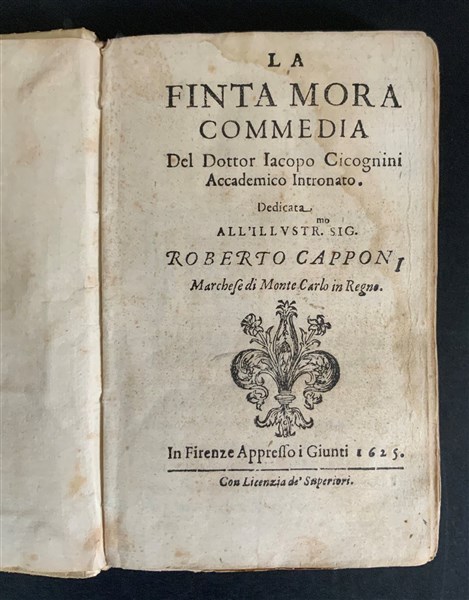 LA
FINTA MORA
COMMEDIA
Del Dottor Iacopo Cicognini
Accademico Intronato.
Dedicata
ALL'ILLVSTR.mo SIG.
ROBERTO CAPPONI
Marchese di Monte Carlo in Regno.
In Firenze Appresso i Giunti 1625.
Con Licenzia de' Superiori.